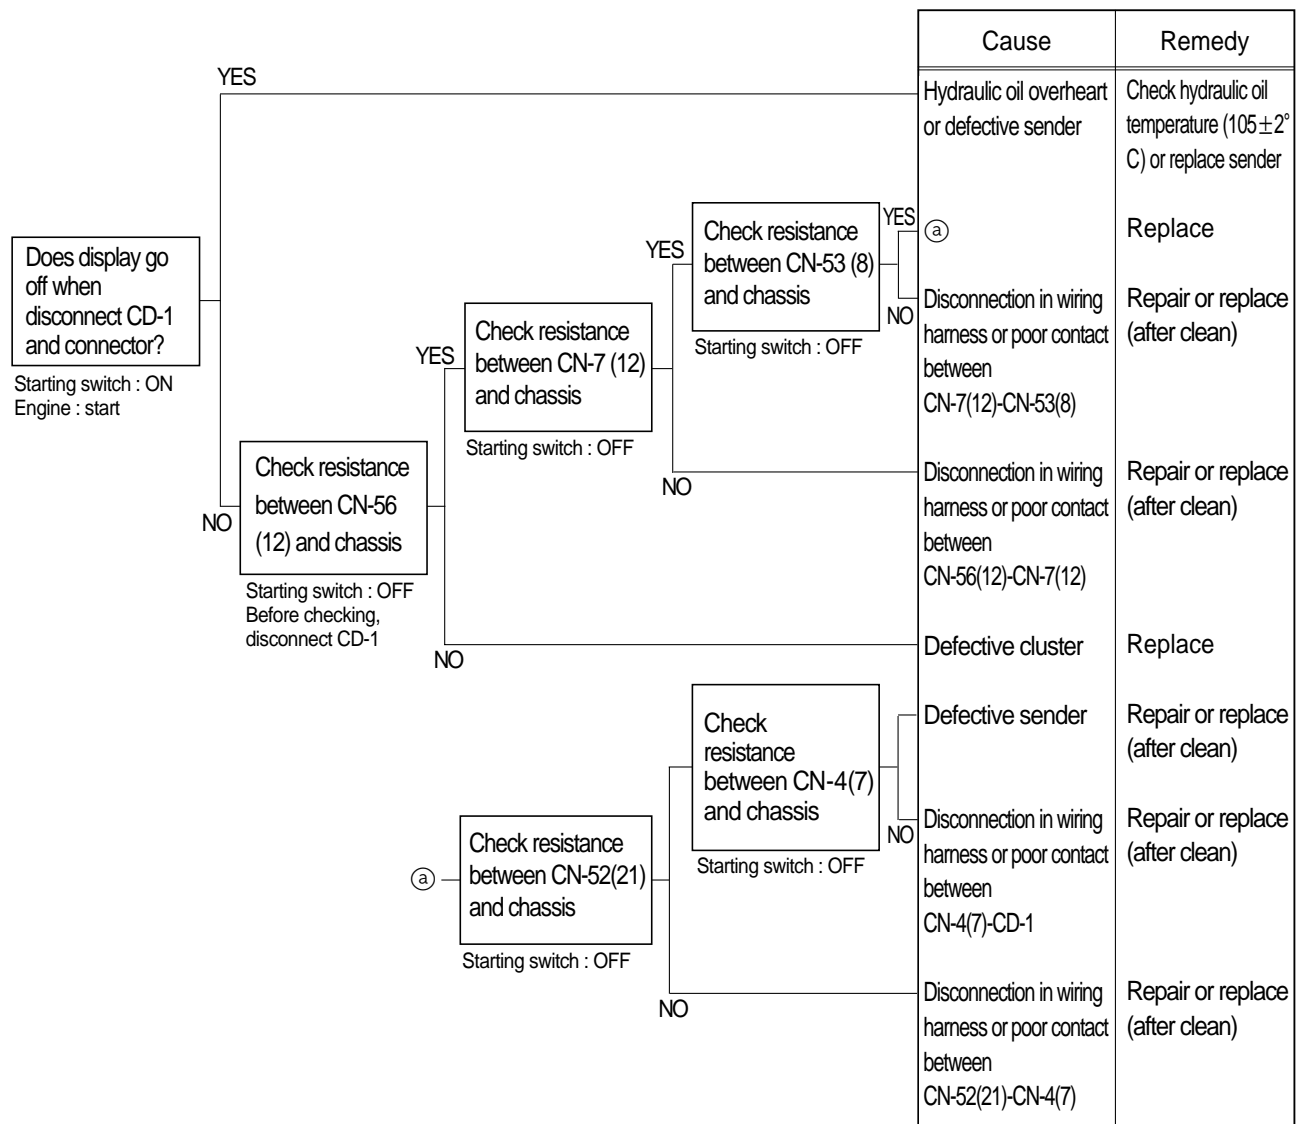 Cause
Remedy
YES
Hydraulic oil overheart
or defective sender
Check hydraulic oil
temperature (105±2°
C) or replace sender
Does display go
off when
disconnect CD-1
and connector?
Starting switch : ON
Engine : start
YES
Check resistance
between CN-53 (8)
and chassis
Starting switch : OFF
YES
ⓐ
Replace
NO
Disconnection in wiring
harness or poor contact
between
CN-7(12)-CN-53(8)
Repair or replace
(after clean)
YES
Check resistance
between CN-7 (12)
and chassis
Starting switch : OFF
NO
Disconnection in wiring
harness or poor contact
between
CN-56(12)-CN-7(12)
Repair or replace
(after clean)
NO
Check resistance
between CN-56
(12) and chassis
Starting switch : OFF
Before checking,
disconnect CD-1
NO
Defective cluster
Replace
Check
resistance
between CN-4(7)
and chassis
Starting switch : OFF
Defective sender
Repair or replace
(after clean)
NO
Disconnection in wiring
harness or poor contact
between
CN-4(7)-CD-1
Repair or replace
(after clean)
ⓐ
Check resistance
between CN-52(21)
and chassis
Starting switch : OFF
NO
Disconnection in wiring
harness or poor contact
between
CN-52(21)-CN-4(7)
Repair or replace
(after clean)